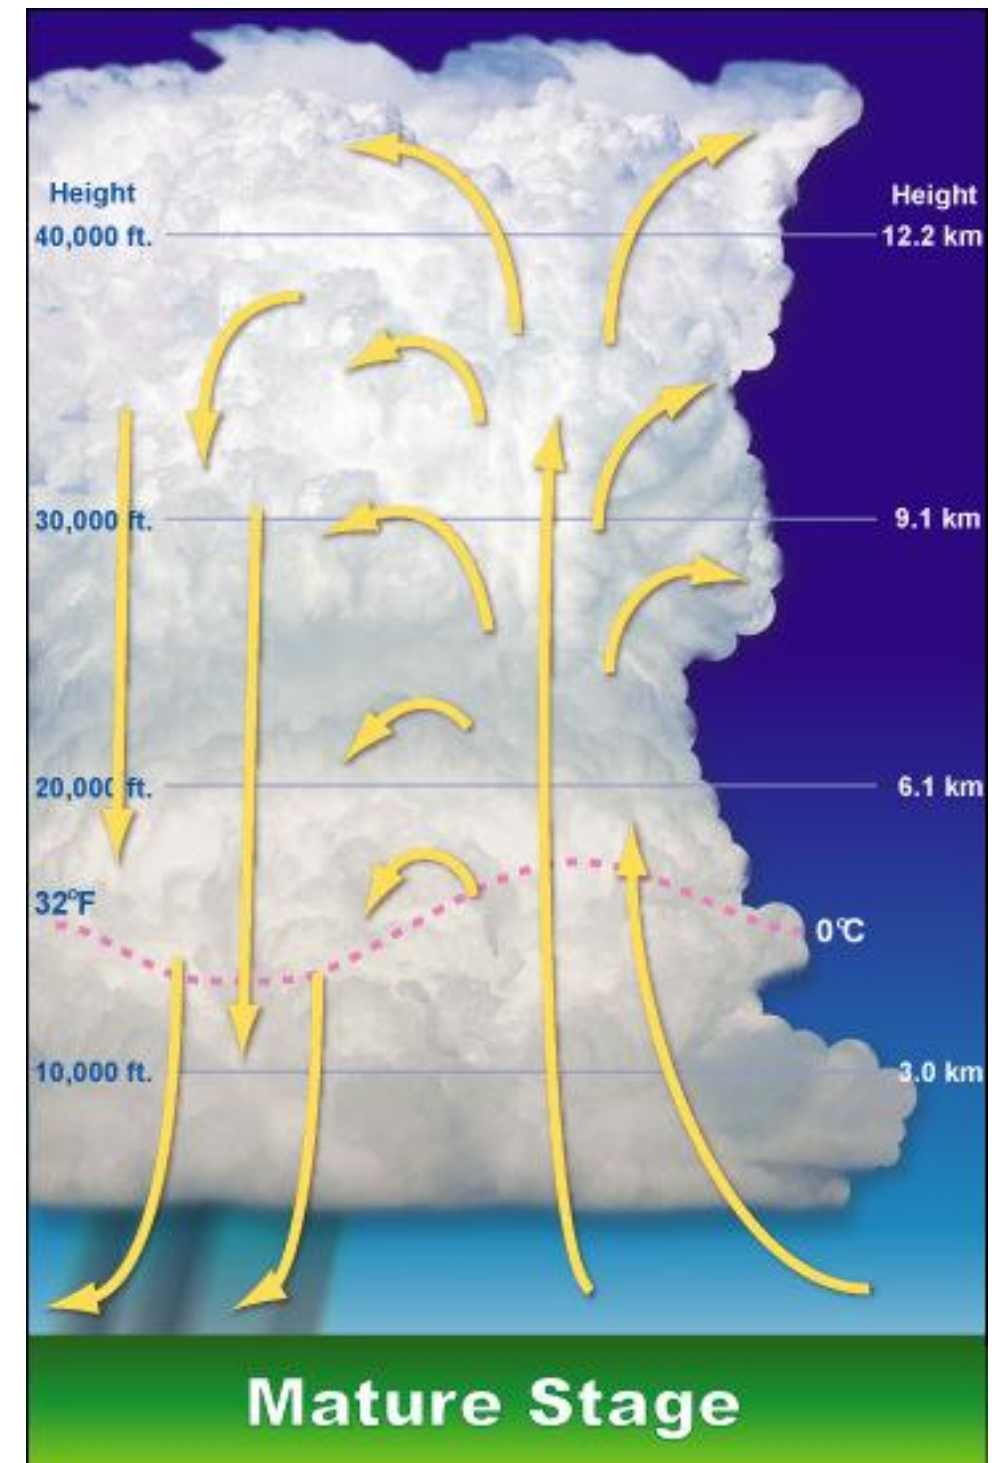 Height
Height
40,000 ft.
12.2 km
30,000 ft.
9.1 km
20,000 ft.
6.1 km
32°F
0°C
10,000 ft.
3.0 km
Mature Stage